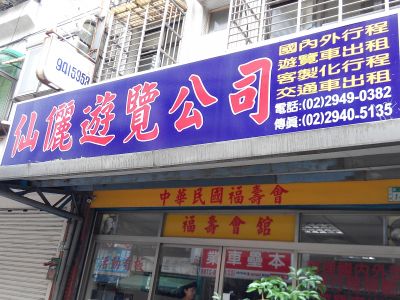 9Q15958
仙儷遊覽公司
國內外行程
遊覽車出租
客製化行程
交通車出租
電話:(02)2949-0382
傳眞:(02)2940-5135
中華民國福壽會
福壽會館